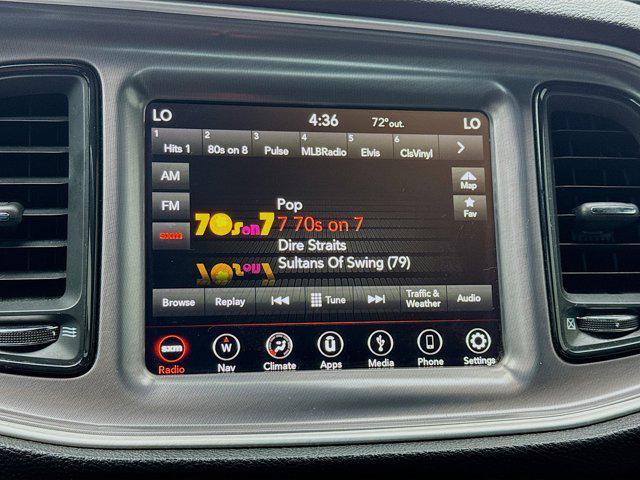 LO 4:36 72°out. LO
1 Hits 1 2 80s on 8 3 Pulse 4 MLBRadio 5 Elvis 6 ClsVinyl >
AM
Map
FM
Fav
sxm
Pop
70s on 7
7 70s on 7
Dire Straits
Sultans Of Swing (79)
Browse Replay Tune Traffic & Weather Audio
sxm W
Radio Nav Climate Apps Media Phone Settings